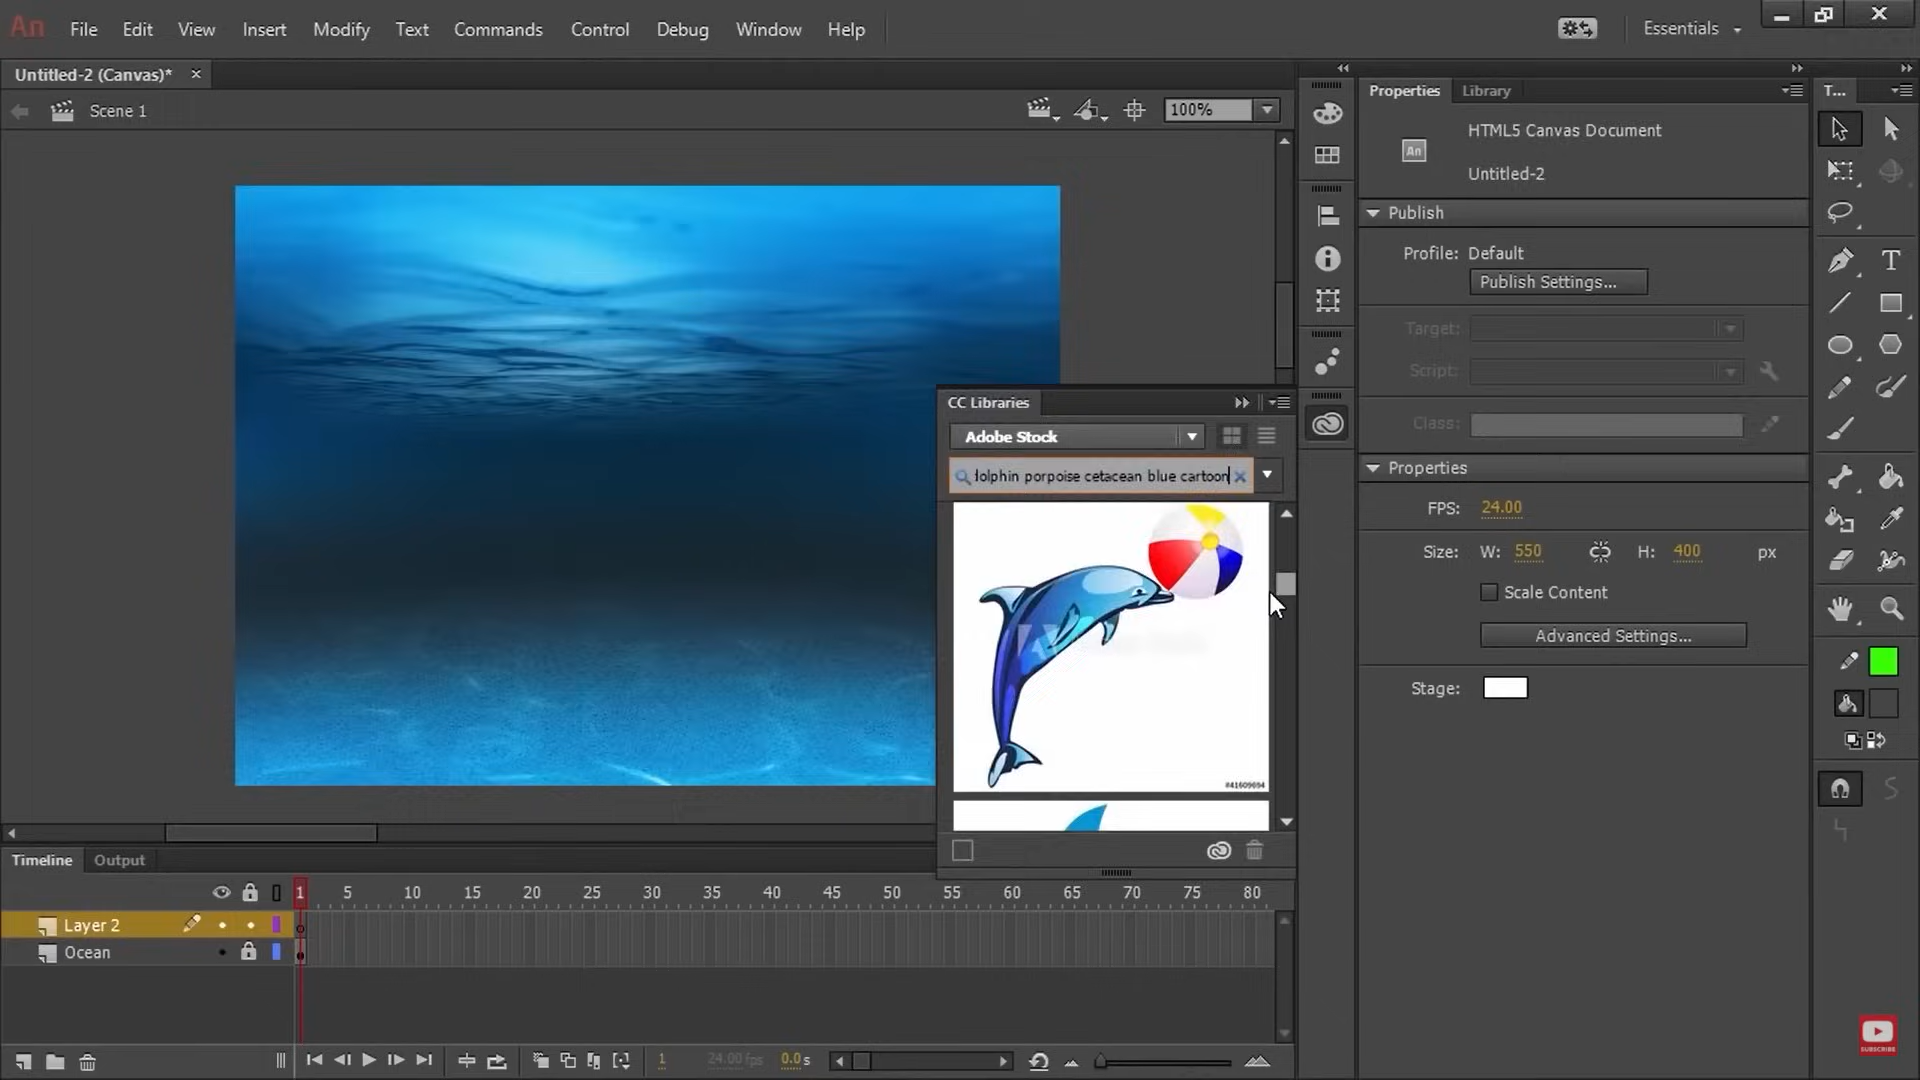 An File Edit View Insert Modify Text Commands Control Debug Window Help Essentials
Untitled-2 (Canvas)*
Scene 1
100%
Properties Library
T...
HTML5 Canvas Document
An
Untitled-2
Publish
Profile: Default
Publish Settings...
Target:
Script:
Class:
Properties
FPS: 24.00
Size: W: 550 H: 400 px
Scale Content
Advanced Settings...
Stage:
CC Libraries
Adobe Stock
dolphin porpoise cetacean blue cartoon
#41609694
Timeline Output
1 5 10 15 20 25 30 35 40 45 50 55 60 65 70 75 80
Layer 2
Ocean
1 24.00 fps 0.0 s
SUBSCRIBE